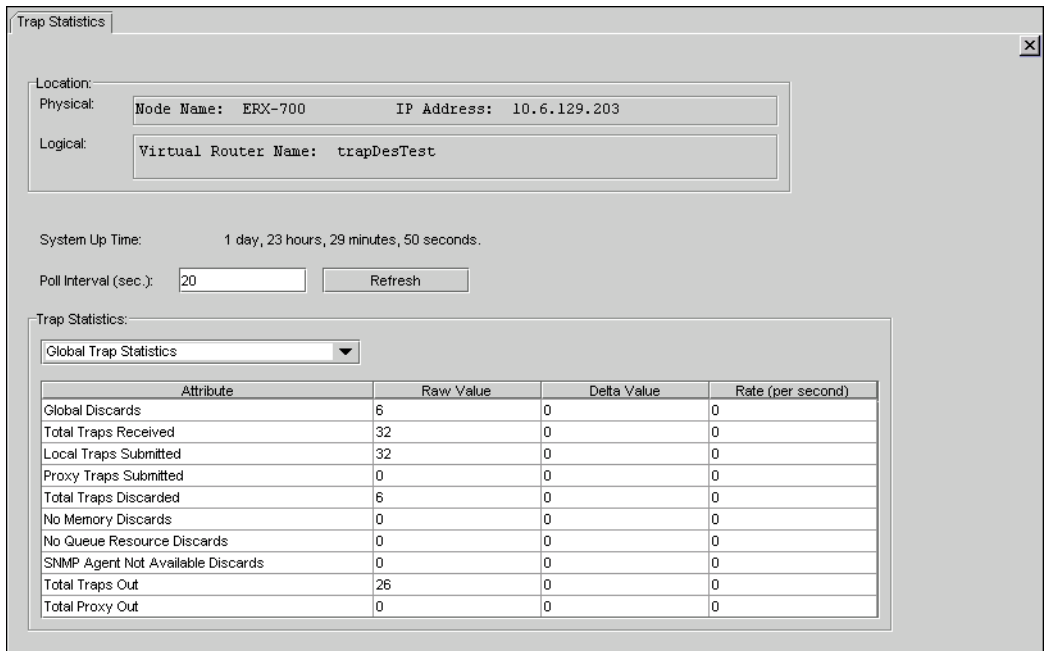 Trap Statistics
Location:
Physical: Node Name: ERX-700 IP Address: 10.6.129.203
Logical: Virtual Router Name: trapDesTest
System Up Time: 1 day, 23 hours, 29 minutes, 50 seconds.
Poll Interval (sec.): 20 Refresh
Trap Statistics:
Global Trap Statistics
Attribute Raw Value Delta Value Rate (per second)
Global Discards 6 0 0
Total Traps Received 32 0 0
Local Traps Submitted 32 0 0
Proxy Traps Submitted 0 0 0
Total Traps Discarded 6 0 0
No Memory Discards 0 0 0
No Queue Resource Discards 0 0 0
SNMP Agent Not Available Discards 0 0 0
Total Traps Out 26 0 0
Total Proxy Out 0 0 0